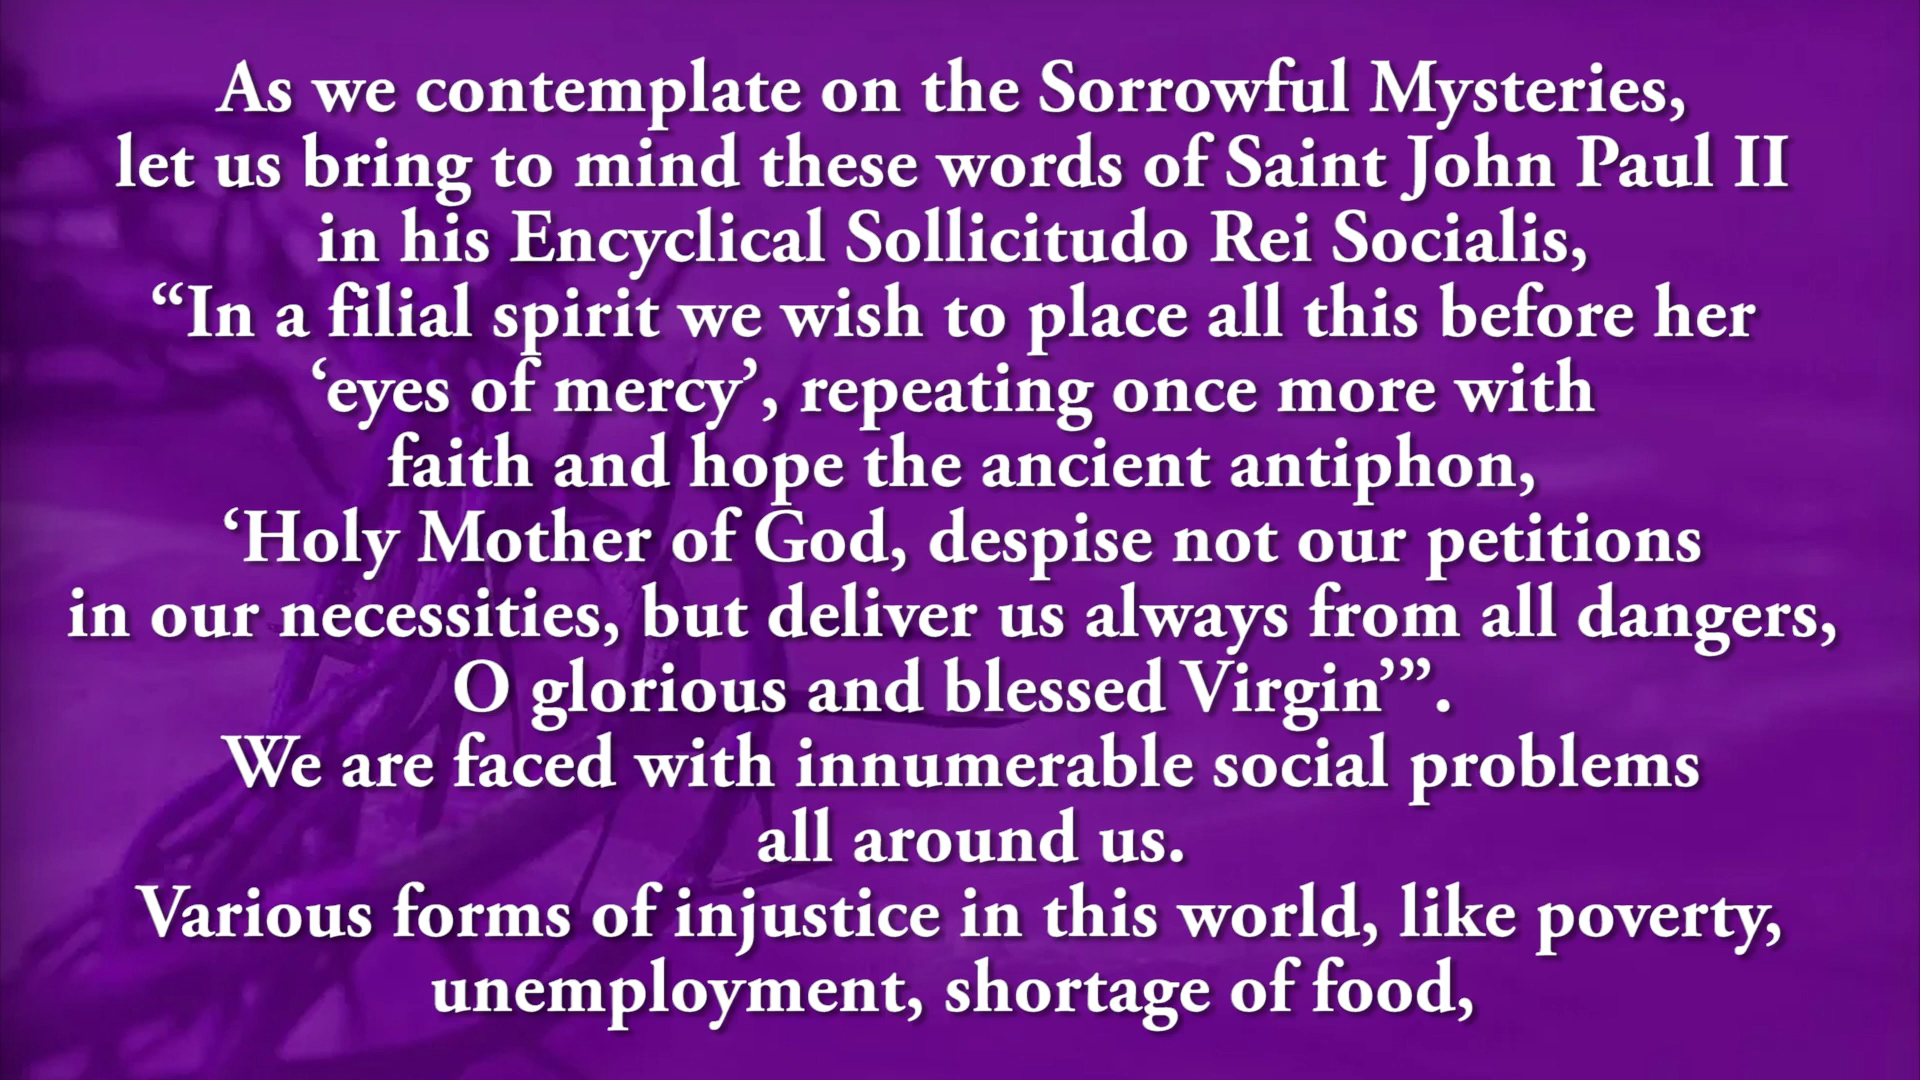 As we contemplate on the Sorrowful Mysteries,
let us bring to mind these words of Saint John Paul II
in his Encyclical Sollicitudo Rei Socialis,
“In a filial spirit we wish to place all this before her
‘eyes of mercy’, repeating once more with
faith and hope the ancient antiphon,
‘Holy Mother of God, despise not our petitions
in our necessities, but deliver us always from all dangers,
O glorious and blessed Virgin’”.
We are faced with innumerable social problems
all around us.
Various forms of injustice in this world, like poverty,
unemployment, shortage of food,